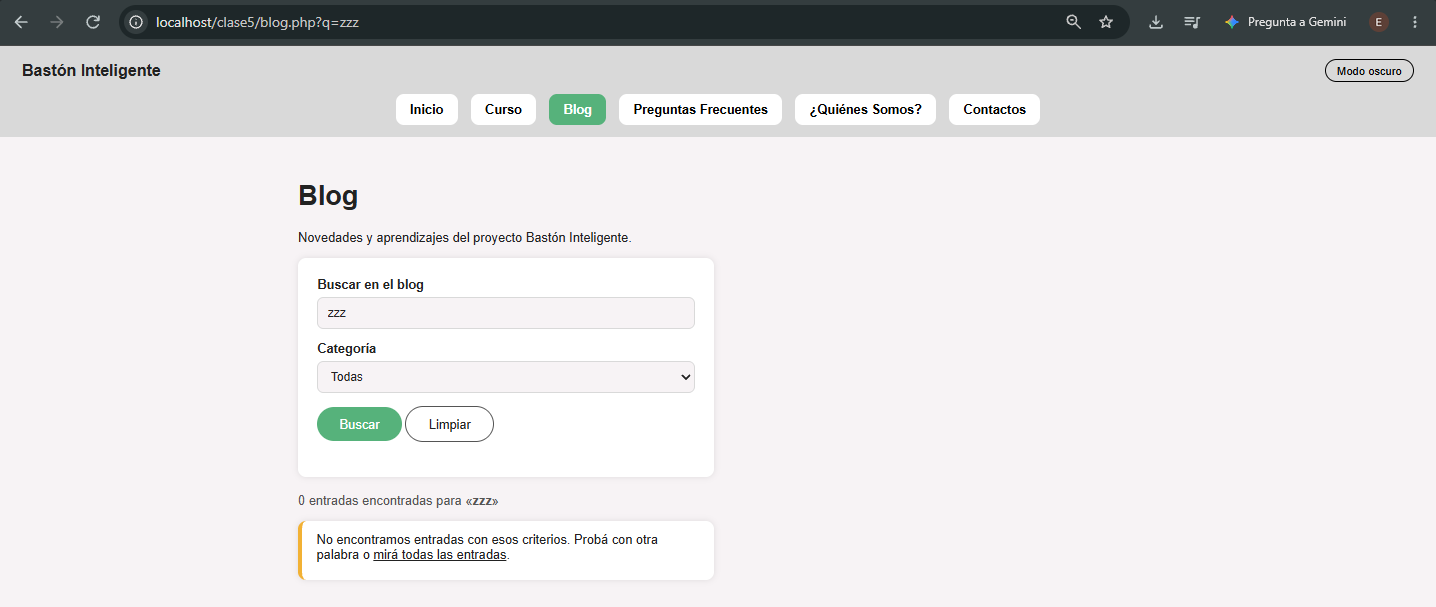 localhost/clase5/blog.php?q=zzz
Pregunta a Gemini
E
Bastón Inteligente
Modo oscuro
Inicio
Curso
Blog
Preguntas Frecuentes
¿Quiénes Somos?
Contactos
Blog
Novedades y aprendizajes del proyecto Bastón Inteligente.
Buscar en el blog
zzz
Categoría
Todas
Buscar
Limpiar
0 entradas encontradas para «zzz»
No encontramos entradas con esos criterios. Probá con otra
palabra o mirá todas las entradas.